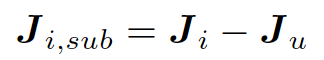 J_{i,sub} = J_i − J_u